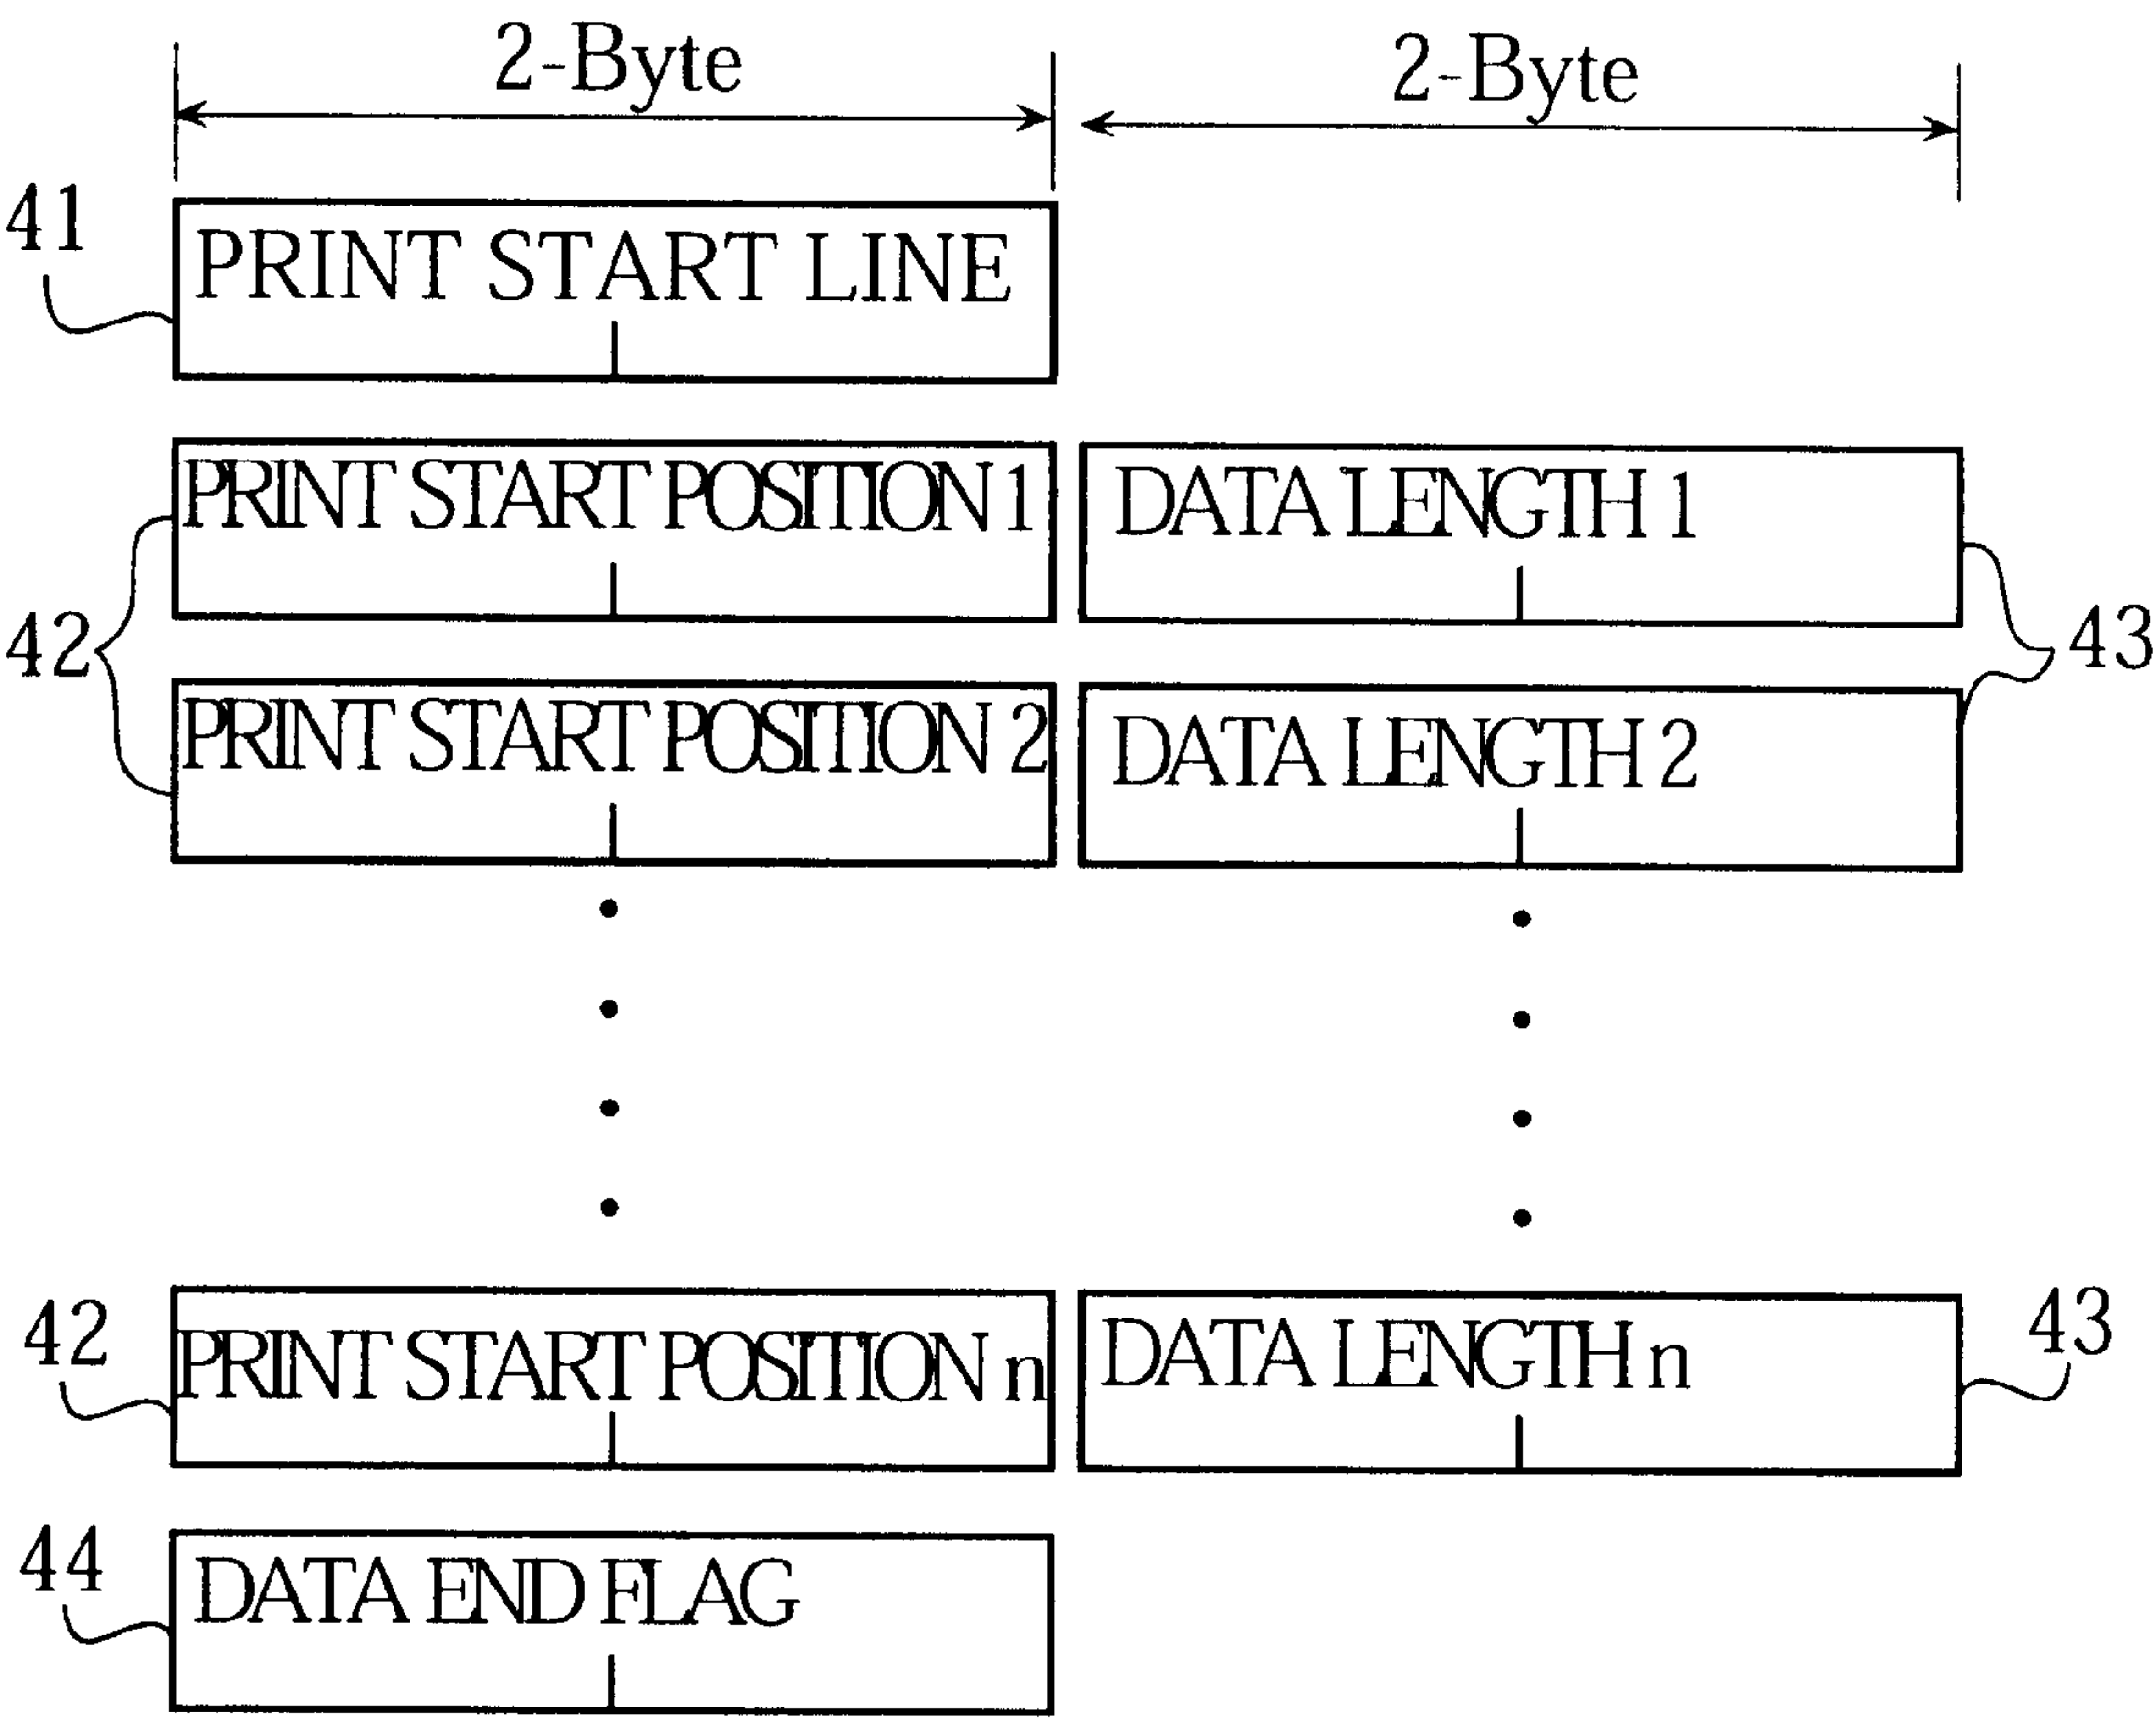 2-Byte 2-Byte
41
PRINT START LINE
PRINT START POSITION 1 DATA LENGTH 1
42 43
PRINT START POSITION 2 DATA LENGTH 2
42 43
PRINT START POSITION n DATA LENGTH n
44
DATA END FLAG